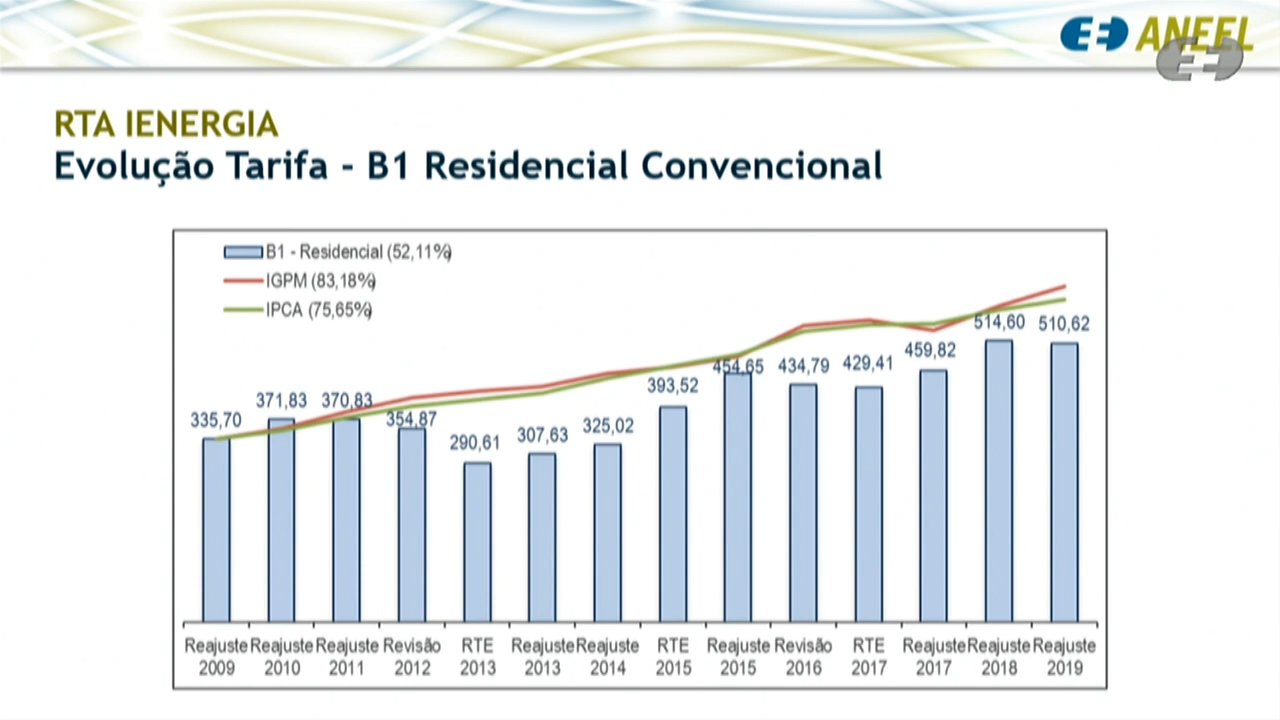 ANEEL
RTA IENERGIA
Evolução Tarifa - B1 Residencial Convencional
B1 - Residencial (52,11%)
IGPM (83,18%)
IPCA (75,65%)
335,70 371,83 370,83 354,87 290,61 307,63 325,02 393,52 454,65 434,79 429,41 459,82 514,60 510,62
Reajuste Reajuste Reajuste Revisão RTE Reajuste Reajuste RTE Reajuste Revisão RTE Reajuste Reajuste Reajuste
2009 2010 2011 2012 2013 2013 2014 2015 2015 2016 2017 2017 2018 2019